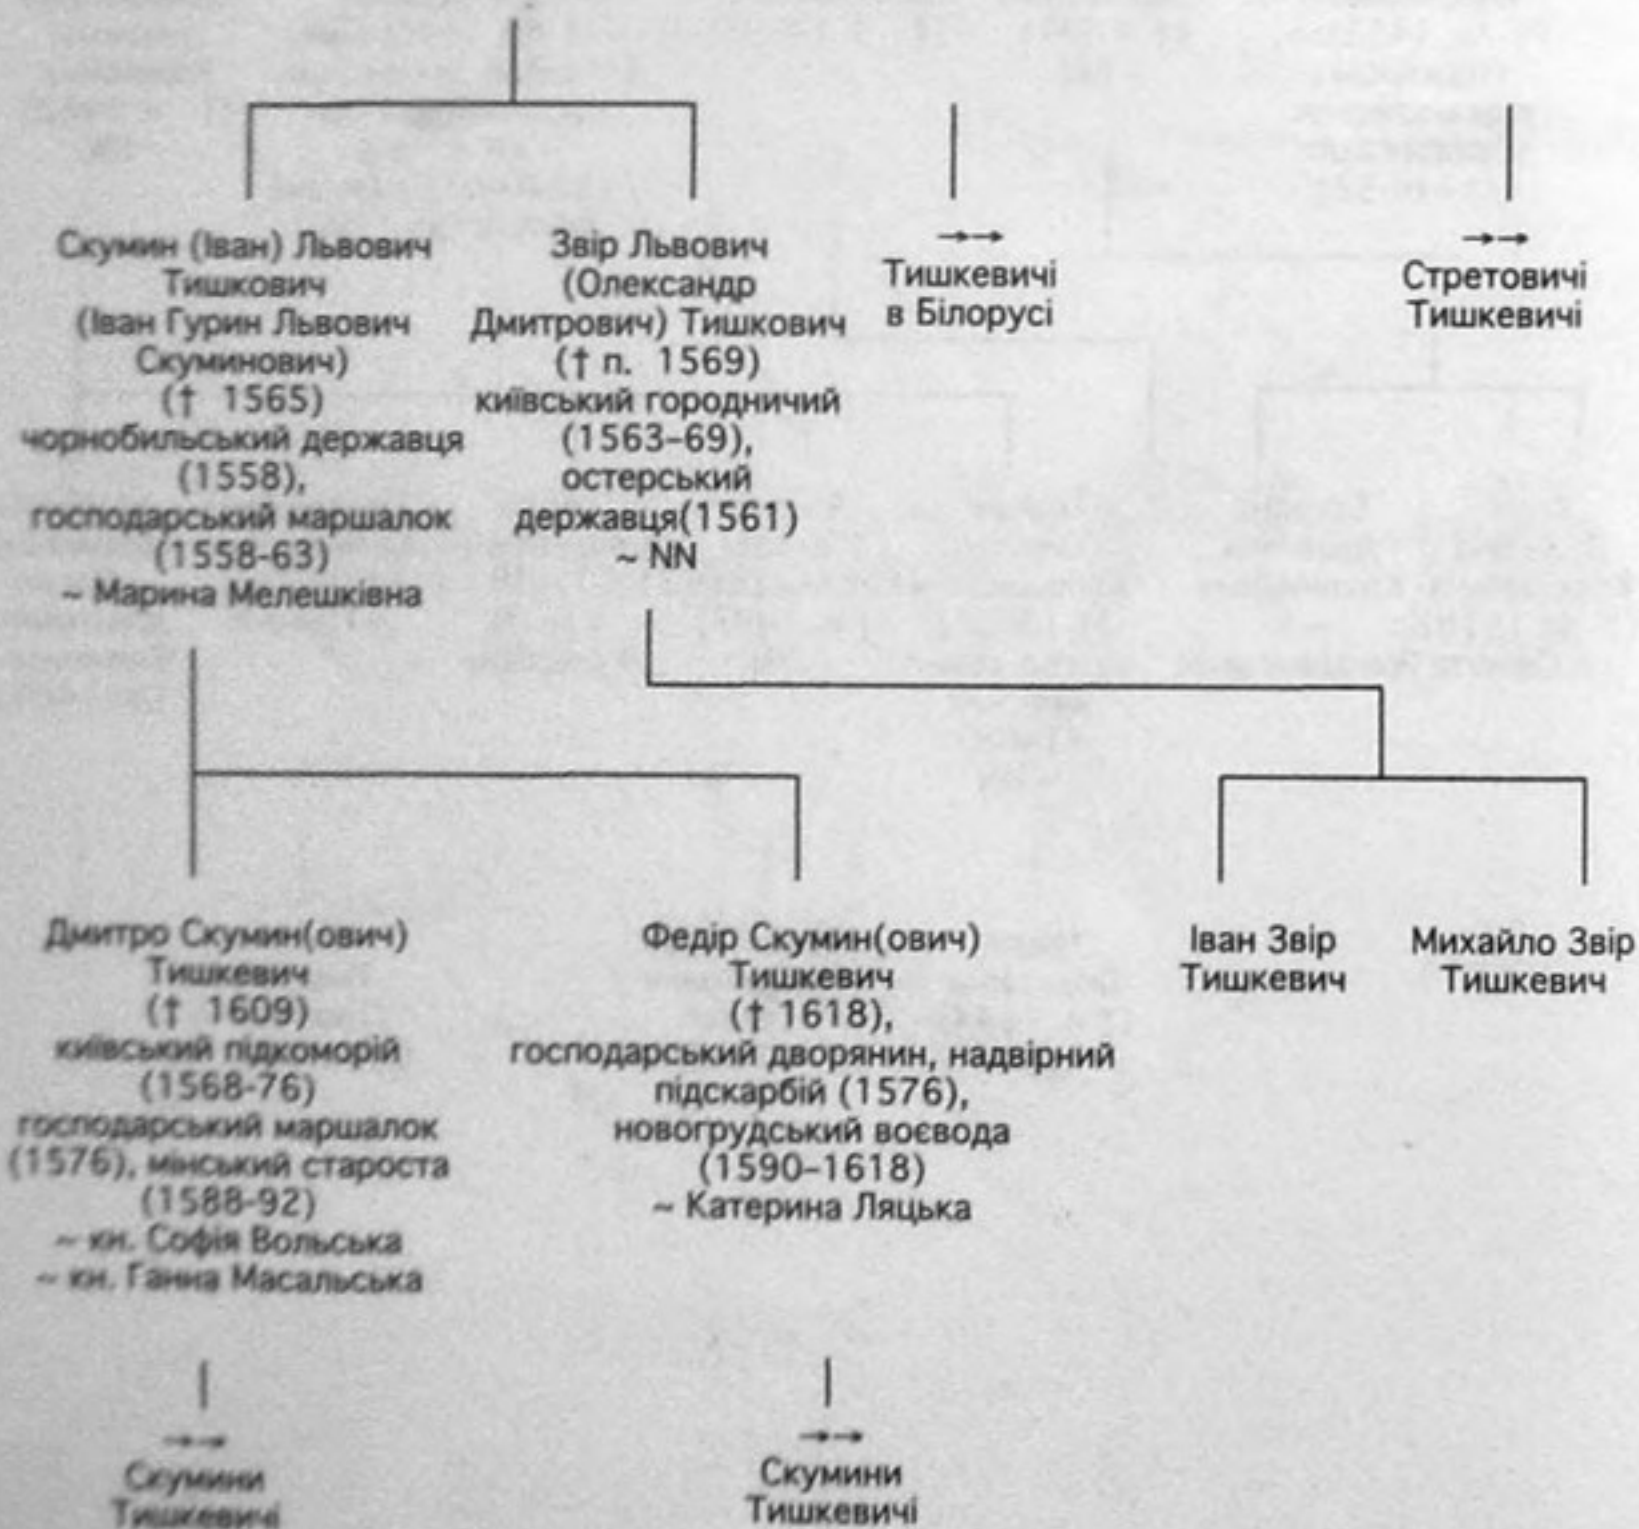 Скумин (Іван) Львович
Тишкович
(Іван Гурин Львович
Скуминович)
(† 1565)
чорнобильський державця
(1558),
господарський маршалок
(1558-63)
~ Марина Мелешківна
Звір Львович
(Олександр
Дмитрович) Тишкович
(† п. 1569)
київський городничий
(1563–69),
остерський
державця(1561)
~ NN
→→
Тишкевичі
в Білорусі
→→
Стретовичі
Тишкевичі
Дмитро Скумин(ович)
Тишкевич
(† 1609)
київський підкоморій
(1568-76)
господарський маршалок
(1576), мінський староста
(1588-92)
~ кн. Софія Вольська
~ кн. Ганна Масальська
Федір Скумин(ович)
Тишкевич
(† 1618),
господарський дворянин, надвірний
підскарбій (1576),
новогрудський воєвода
(1590–1618)
~ Катерина Ляцька
Іван Звір
Тишкевич
Михайло Звір
Тишкевич
→→
Скумини
Тишкевичі
→→
Скумини
Тишкевичі